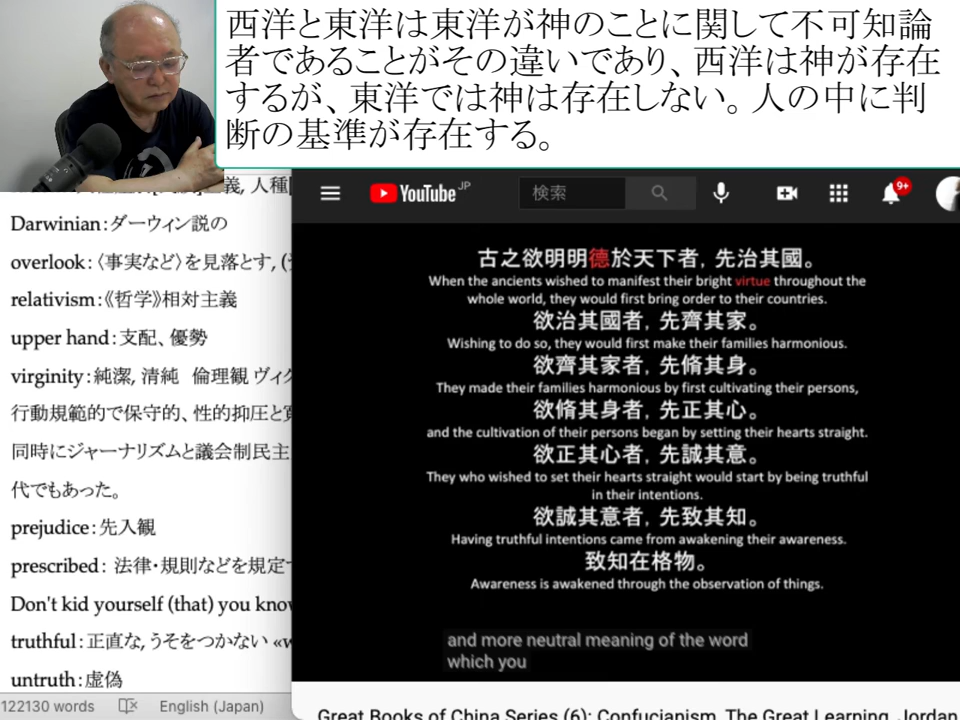 西洋と東洋は東洋が神のことに関して不可知論
者であることがその違いであり、西洋は神が存在
するが、東洋では神は存在しない。人の中に判
断の基準が存在する。
義, 人種
Darwinian：ダーウィン説の
overlook：〈事実など〉を見落とす,
relativism：《哲学》相対主義
upper hand：支配、優勢
virginity：純潔, 清純　倫理観 ヴィク
行動規範的で保守的、性的抑圧と
同時にジャーナリズムと議会制民主
代でもあった。
prejudice：先入観
prescribed： 法律・規則などを規定
Don't kid yourself (that) you know
truthful：正直な, うそをつかない
untruth：虚偽
122130 words English (Japan)
YouTube JP
検索
9+
古之欲明明德於天下者，先治其國。
When the ancients wished to manifest their bright virtue throughout the
whole world, they would first bring order to their countries.
欲治其國者，先齊其家。
Wishing to do so, they would first make their families harmonious.
欲齊其家者，先脩其身。
They made their families harmonious by first cultivating their persons,
欲脩其身者，先正其心。
and the cultivation of their persons began by setting their hearts straight.
欲正其心者，先誠其意。
They who wished to set their hearts straight would start by being truthful
in their intentions.
欲誠其意者，先致其知。
Having truthful intentions came from awakening their awareness.
致知在格物。
Awareness is awakened through the observation of things.
and more neutral meaning of the word
which you
Great Books of China Series (6): Confucianism, The Great Learning, Jordan